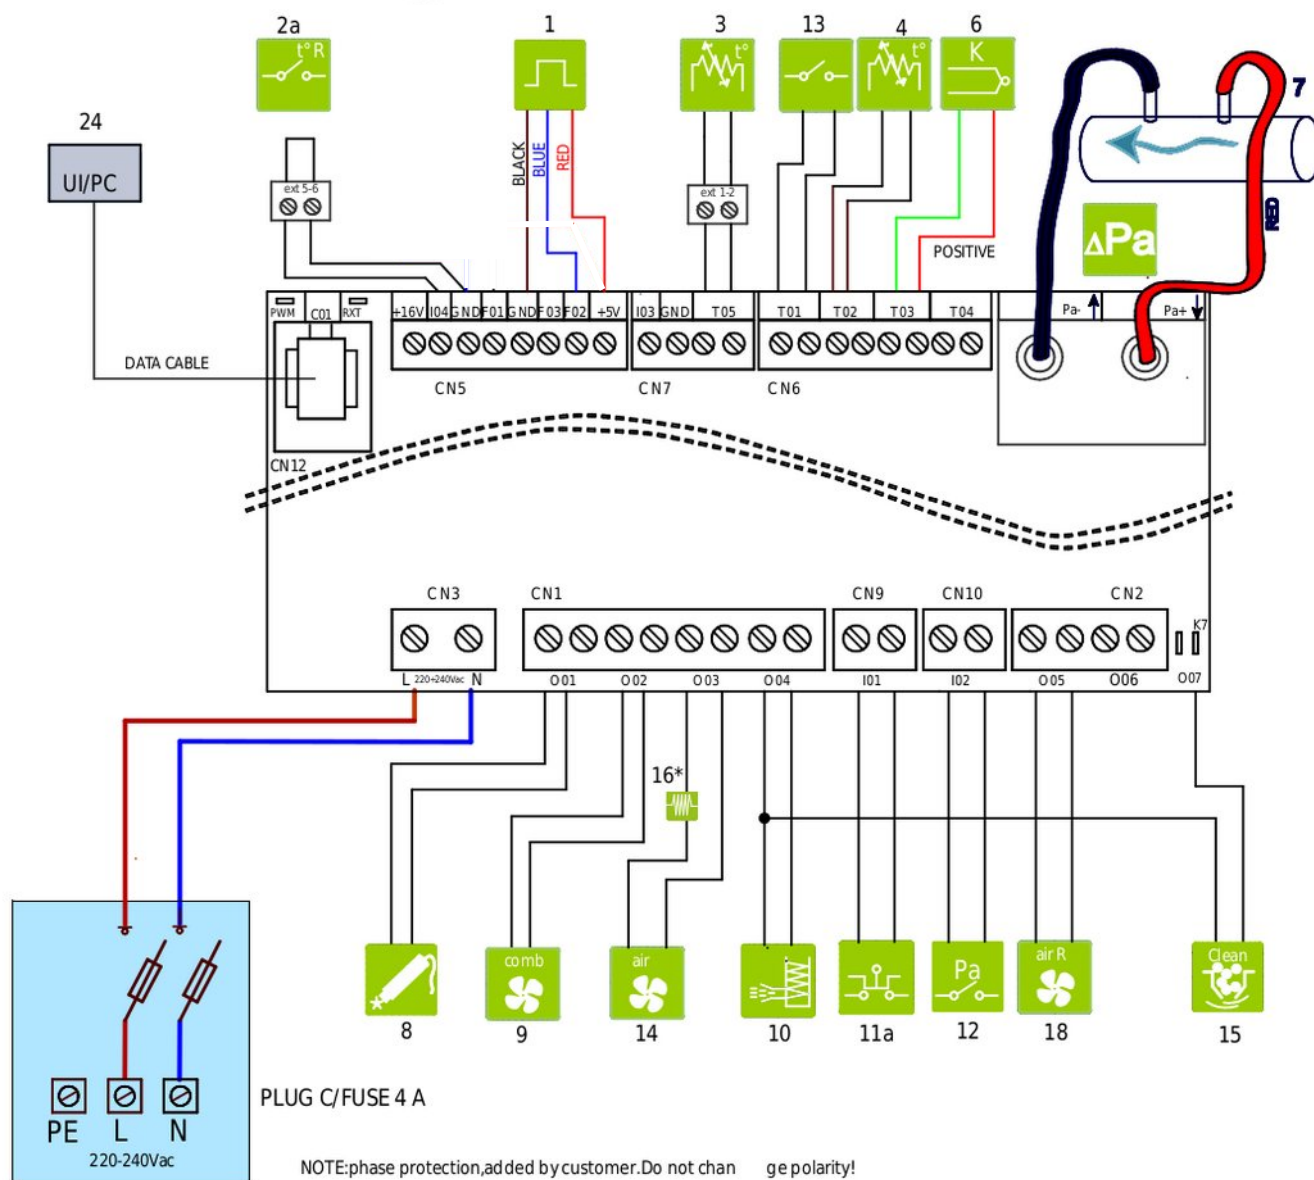 2a
1
3
13
4
6
t° R
t°
t°
K
7
24
UI/PC
BLACK
BLUE
RED
ext 5-6
ext 1-2
RED
ΔPa
POSITIVE
PWM
C01
RXT
+16V
I04
GND
F01
GND
F03
F02
+5V
I03
GND
T05
T01
T02
T03
T04
Pa-
Pa+
DATA CABLE
CN5
CN7
CN6
CN12
CN3
CN1
CN9
CN10
CN2
K7
L
220÷240Vac
N
O01
O02
O03
O04
I01
I02
O05
O06
O07
16*
comb
air
Pa
air R
Clean
8
9
14
10
11a
12
18
15
PLUG C/FUSE 4 A
PE
L
N
220-240Vac
NOTE:phase protection,added by customer.Do not chan ge polarity!